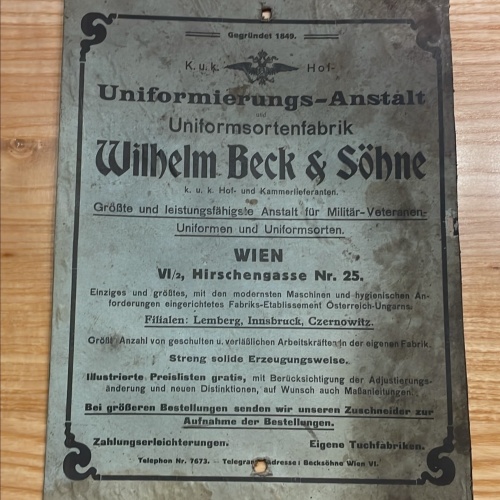 Gegründet 1849.
K. u. k. Hof-
Uniformierungs-Anstalt
und
Uniformsortenfabrik
Wilhelm Beck & Söhne
k. u. k. Hof- und Kammerlieferanten.
Größte und leistungsfähigste Anstalt für Militär-Veteranen-
Uniformen und Uniformsorten.
WIEN
VI/2, Hirschengasse Nr. 25.
Einziges und größtes, mit den modernsten Maschinen und hygienischen An-
forderungen eingerichtetes Fabriks-Etablissement Österreich-Ungarns.
Filialen: Lemberg, Innsbruck, Czernowitz.
Größte Anzahl von geschulten u. verläßlichen Arbeitskräften in der eigenen Fabrik.
Streng solide Erzeugungsweise.
Illustrierte Preislisten gratis, mit Berücksichtigung der Adjustierungs-
änderung und neuen Distinktionen, auf Wunsch auch Maßanleitungen.
Bei größeren Bestellungen senden wir unseren Zuschneider zur
Aufnahme der Bestellungen.
Zahlungserleichterungen. Eigene Tuchfabriken.
Telephon Nr. 7673. — Telegramm-Adresse: Becksöhne Wien VI.